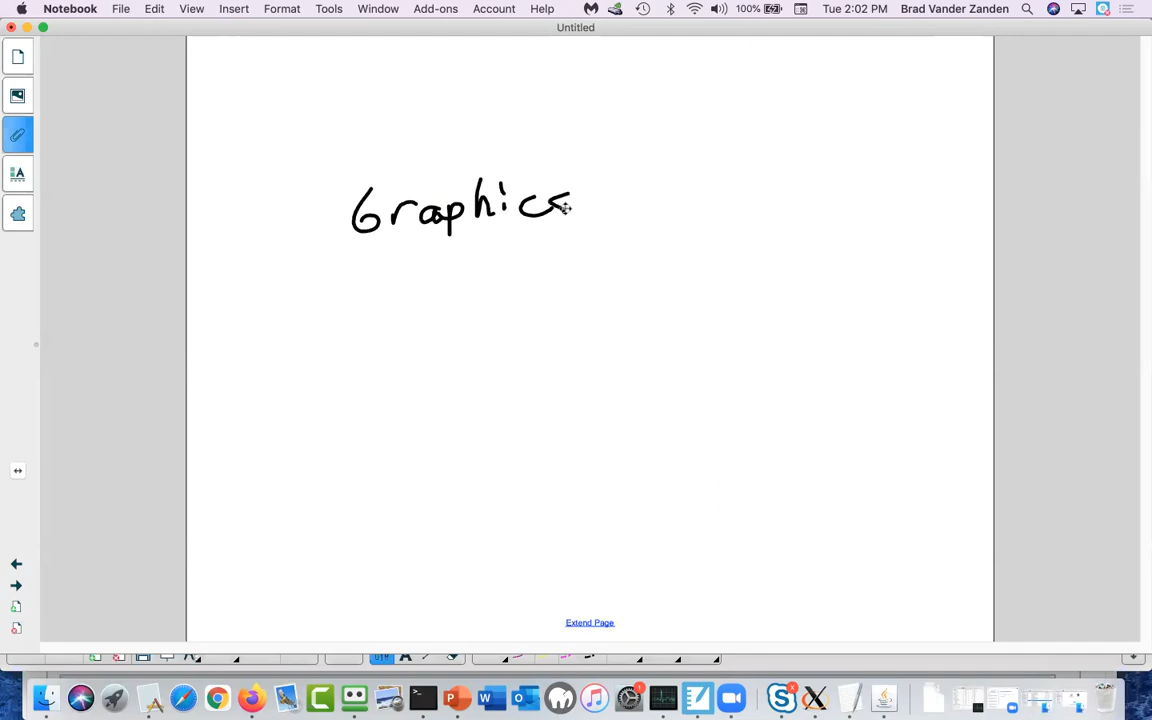 Notebook File Edit View Insert Format Tools Window Add-ons Account Help 100% Tue 2:02 PM Brad Vander Zanden
Untitled
Graphics
Extend Page